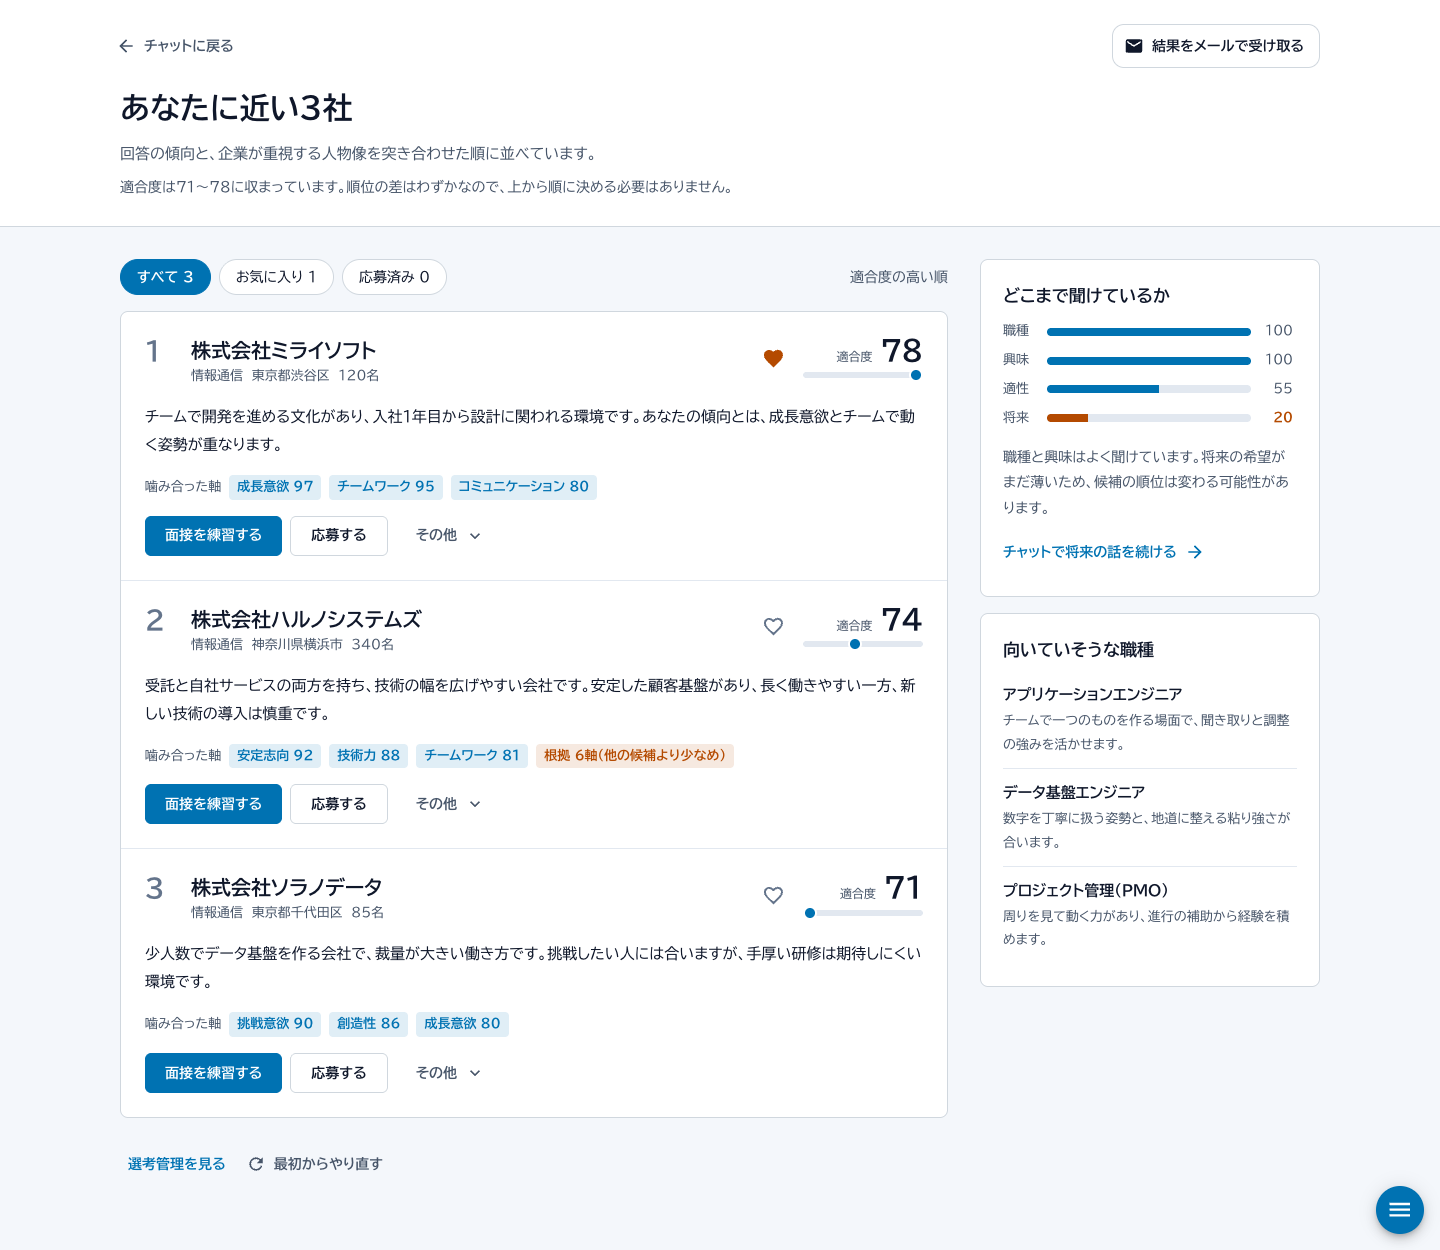 チャットに戻る
結果をメールで受け取る
あなたに近い3社
回答の傾向と、企業が重視する人物像を突き合わせた順に並べています。
適合度は71〜78に収まっています。順位の差はわずかなので、上から順に決める必要はありません。
すべて 3
お気に入り 1
応募済み 0
適合度の高い順
1
株式会社ミライソフト
適合度 78
情報通信 東京都渋谷区 120名
チームで開発を進める文化があり、入社1年目から設計に関われる環境です。あなたの傾向とは、成長意欲とチームで動
く姿勢が重なります。
噛み合った軸 成長意欲 97 チームワーク 95 コミュニケーション 80
面接を練習する 応募する その他
2
株式会社ハルノシステムズ
適合度 74
情報通信 神奈川県横浜市 340名
受託と自社サービスの両方を持ち、技術の幅を広げやすい会社です。安定した顧客基盤があり、長く働きやすい一方、新
しい技術の導入は慎重です。
噛み合った軸 安定志向 92 技術力 88 チームワーク 81 根拠 6軸（他の候補より少なめ）
面接を練習する 応募する その他
3
株式会社ソラノデータ
適合度 71
情報通信 東京都千代田区 85名
少人数でデータ基盤を作る会社で、裁量が大きい働き方です。挑戦したい人には合いますが、手厚い研修は期待しにくい
環境です。
噛み合った軸 挑戦意欲 90 創造性 86 成長意欲 80
面接を練習する 応募する その他
選考管理を見る 最初からやり直す
どこまで聞けているか
職種 100
興味 100
適性 55
将来 20
職種と興味はよく聞けています。将来の希望が
まだ薄いため、候補の順位は変わる可能性があ
ります。
チャットで将来の話を続ける
向いていそうな職種
アプリケーションエンジニア
チームで一つのものを作る場面で、聞き取りと調整
の強みを活かせます。
データ基盤エンジニア
数字を丁寧に扱う姿勢と、地道に整える粘り強さが
合います。
プロジェクト管理（PMO）
周りを見て動く力があり、進行の補助から経験を積
めます。